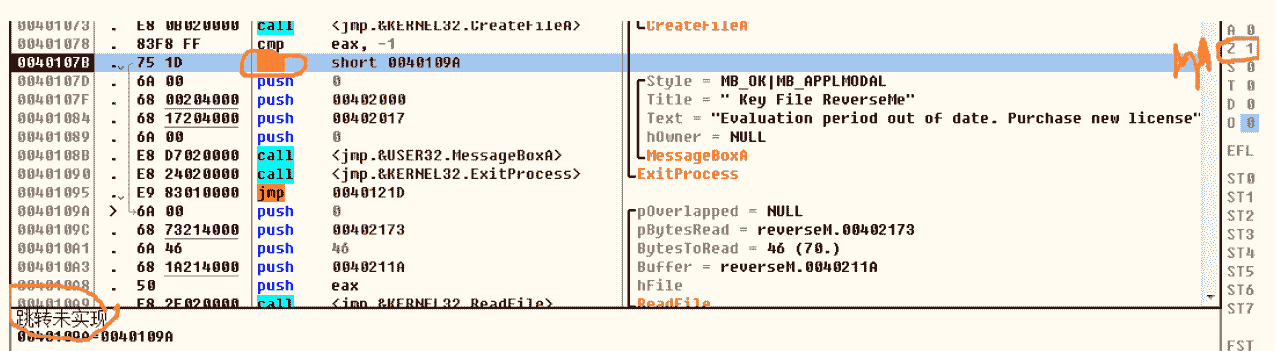 00401073 . E8 0B020000 call <jmp.&KERNEL32.CreateFileA> CreateFileA
00401078 . 83F8 FF cmp eax, -1
0040107B . 75 1D short 0040109A
0040107D . 6A 00 push 0 Style = MB_OK|MB_APPLMODAL
0040107F . 68 00204000 push 00402000 Title = " Key File ReverseMe"
00401084 . 68 17204000 push 00402017 Text = "Evaluation period out of date. Purchase new license"
00401089 . 6A 00 push 0 hOwner = NULL
0040108B . E8 D7020000 call <jmp.&USER32.MessageBoxA> MessageBoxA
00401090 . E8 24020000 call <jmp.&KERNEL32.ExitProcess> ExitProcess
00401095 . E9 83010000 jmp 0040121D
0040109A > 6A 00 push 0 pOverlapped = NULL
0040109C . 68 73214000 push 00402173 pBytesRead = reverseM.00402173
004010A1 . 6A 46 push 46 BytesToRead = 46 (70.)
004010A3 . 68 1A214000 push 0040211A Buffer = reverseM.0040211A
004010A8 . 50 push eax hFile
004010A9 . E8 2E020000 call <jmp.&KERNEL32.ReadFile> ReadFile
跳转未实现
0040109A=0040109A
A 0
Z 1
S 0
T 0
D 0
O 0
EFL
ST0
ST1
ST2
ST3
ST4
ST5
ST6
ST7
FST